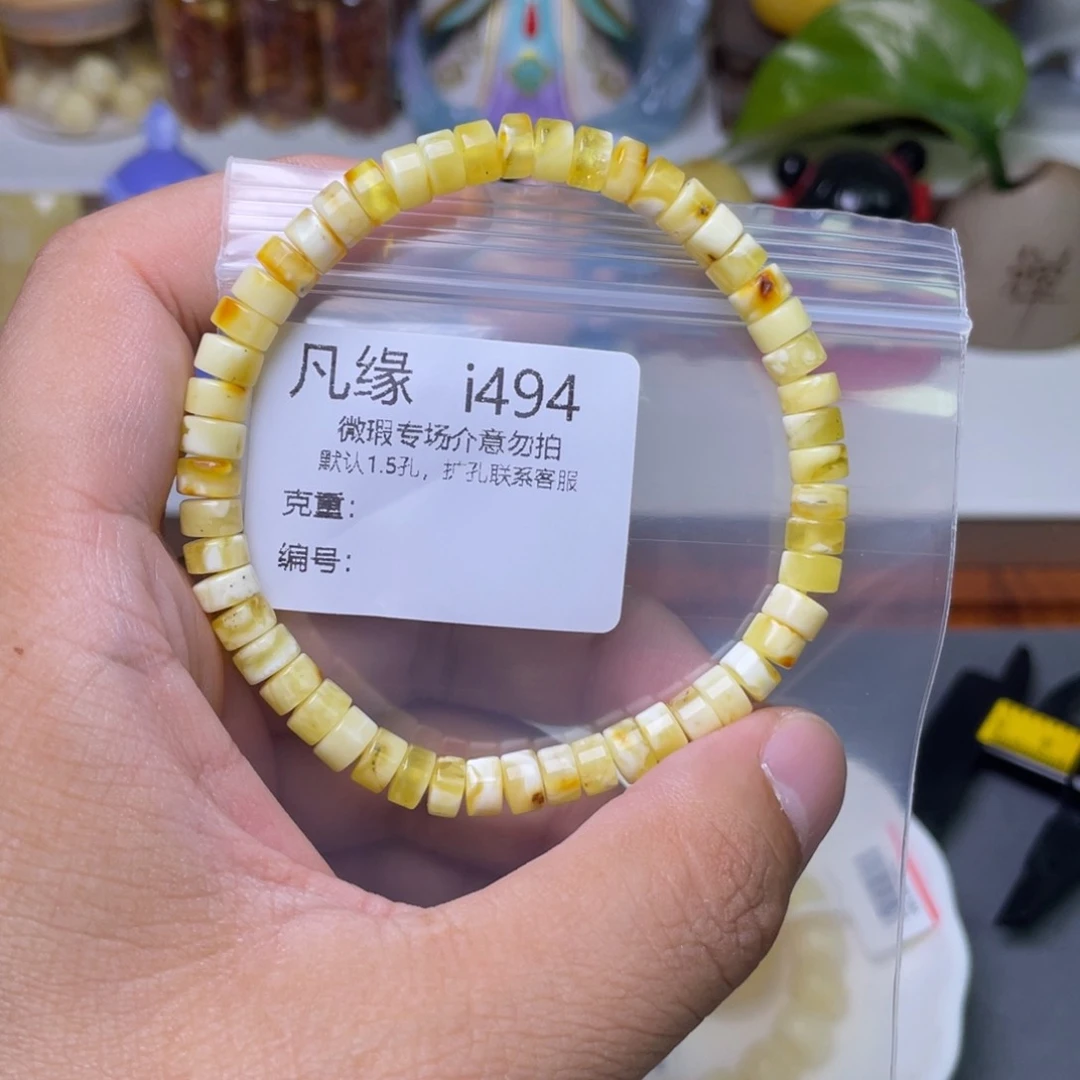 凡缘 i494
微瑕专场介意勿拍
默认1.5孔，扩孔联系客服
克重：
编号：